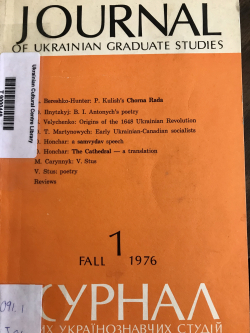 JOURNAL
OF UKRAINIAN GRADUATE STUDIES
Ukrainian Cultural Centre Library
Bereshko-Hunter: P. Kulish's Chorna Rada
Hnytzkyj: B. I. Antonych's poetry
Velychenko: Origins of the 1648 Ukrainian Revolution
T. Martynowych: Early Ukrainian-Canadian socialists
Honchar: a samvydav speech
Honchar: The Cathedral — a translation
M. Carynnyk: V. Stus
V. Stus: poetry
Reviews
1
FALL 1976
ЖУРНАЛ
УКРАЇНОЗНАВЧИХ СТУДІЙ